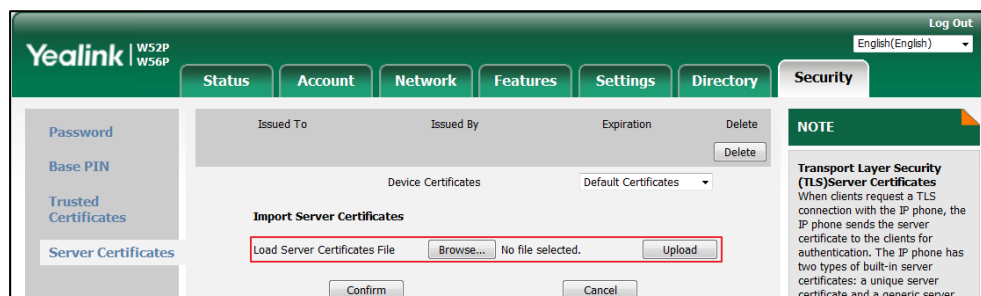 Log Out
Yealink W52P W56P
English(English)
Status Account Network Features Settings Directory Security
Password
Base PIN
Trusted
Certificates
Server Certificates
Issued To Issued By Expiration Delete
Delete
Device Certificates Default Certificates
Import Server Certificates
Load Server Certificates File Browse... No file selected. Upload
Confirm Cancel
NOTE
Transport Layer Security
(TLS)Server Certificates
When clients request a TLS
connection with the IP phone, the
IP phone sends the server
certificate to the clients for
authentication. The IP phone has
two types of built-in server
certificates: a unique server
certificate and a generic server